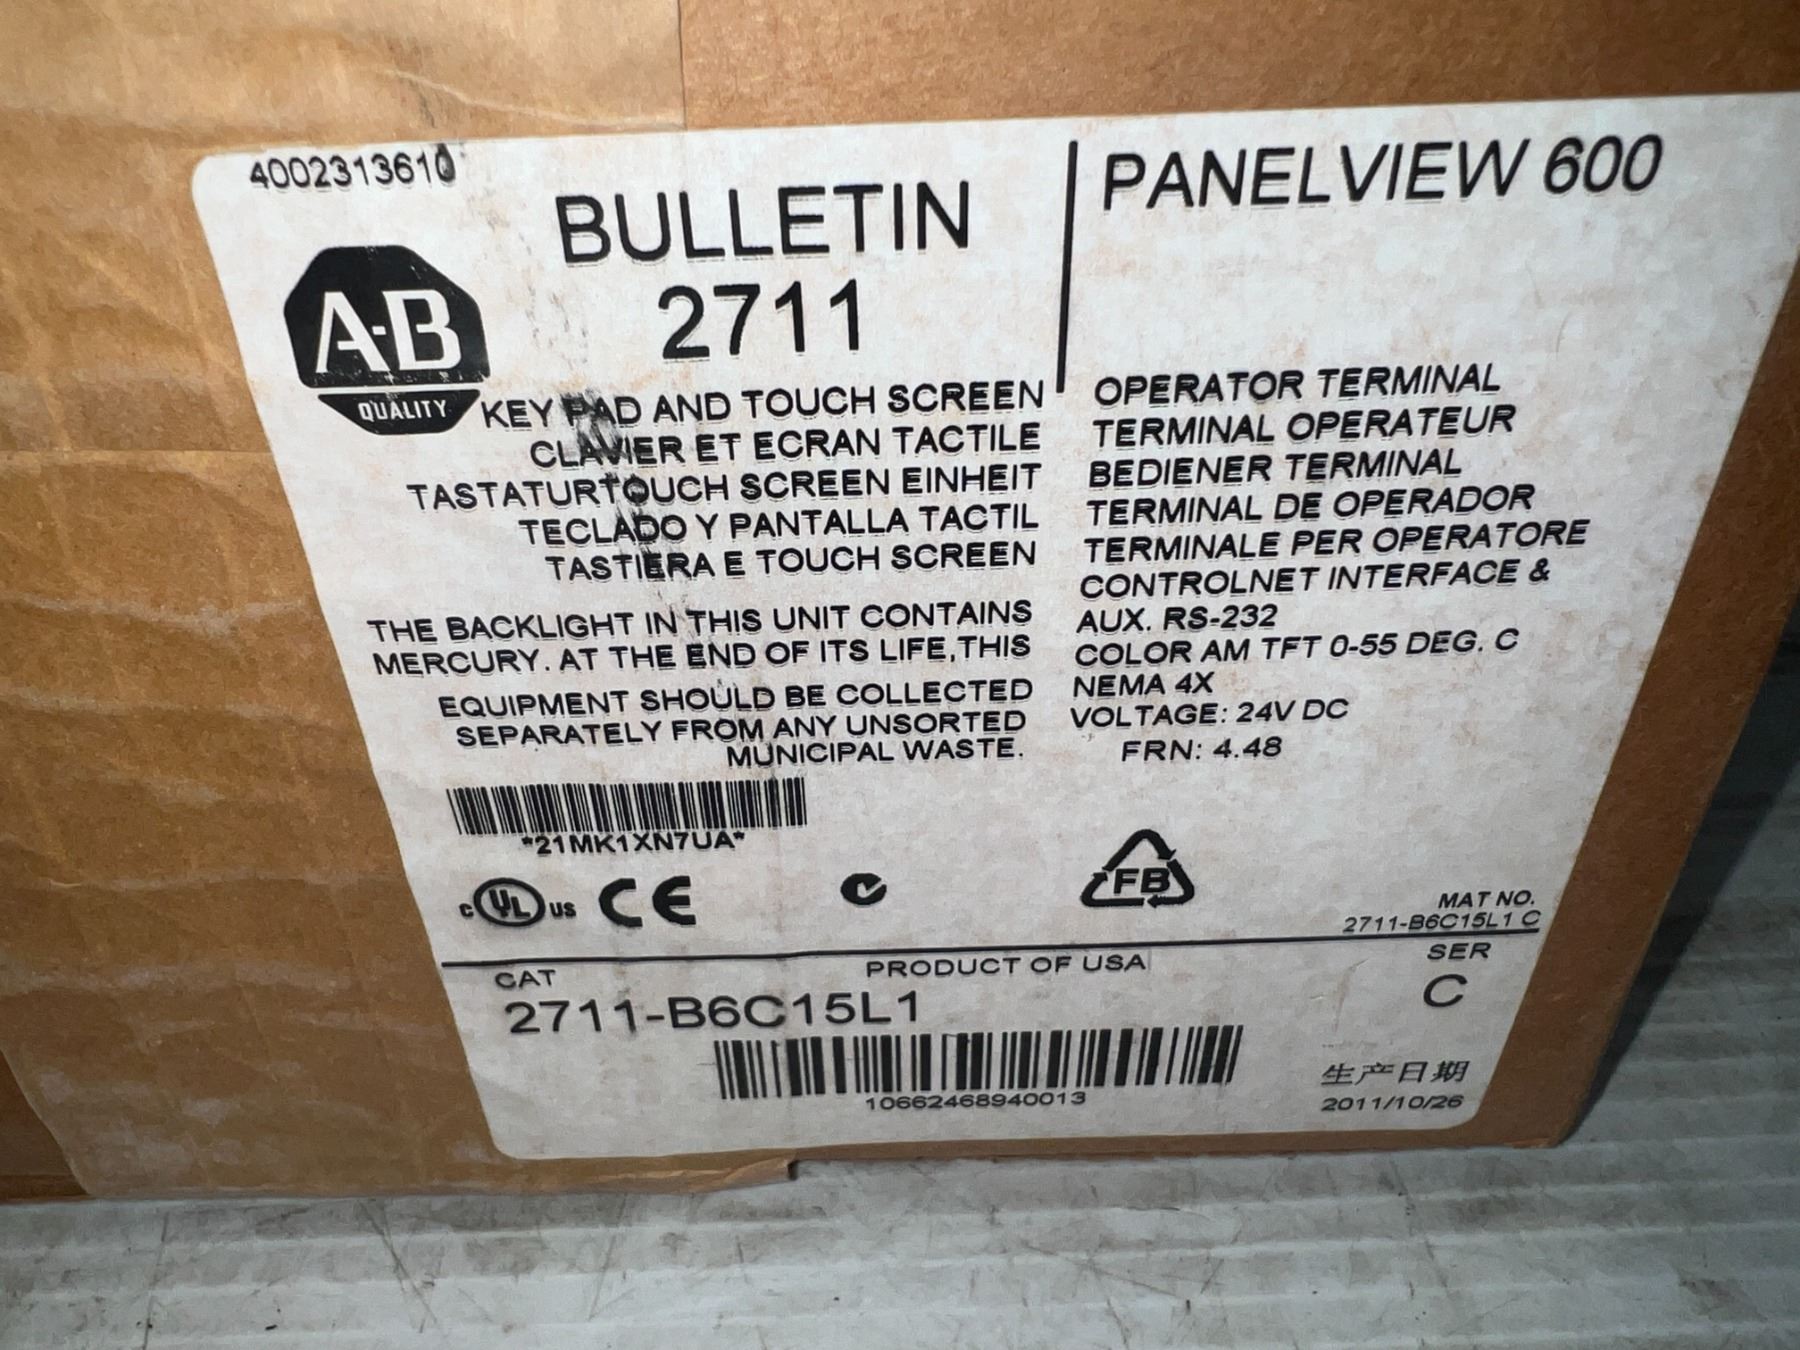 4002313610
BULLETIN
2711
PANELVIEW 600
A-B
QUALITY
KEY PAD AND TOUCH SCREEN
CLAVIER ET ECRAN TACTILE
TASTATURTOUCH SCREEN EINHEIT
TECLADO Y PANTALLA TACTIL
TASTIERA E TOUCH SCREEN
THE BACKLIGHT IN THIS UNIT CONTAINS
MERCURY. AT THE END OF ITS LIFE,THIS
EQUIPMENT SHOULD BE COLLECTED
SEPARATELY FROM ANY UNSORTED
MUNICIPAL WASTE.
OPERATOR TERMINAL
TERMINAL OPERATEUR
BEDIENER TERMINAL
TERMINAL DE OPERADOR
TERMINALE PER OPERATORE
CONTROLNET INTERFACE &
AUX. RS-232
COLOR AM TFT 0-55 DEG. C
NEMA 4X
VOLTAGE: 24V DC
FRN: 4.48
*21MK1XN7UA*
c UL US CE
FB
MAT NO.
2711-B6C15L1 C
CAT
PRODUCT OF USA
SER
2711-B6C15L1
C
10662468940013
生产日期
2011/10/26